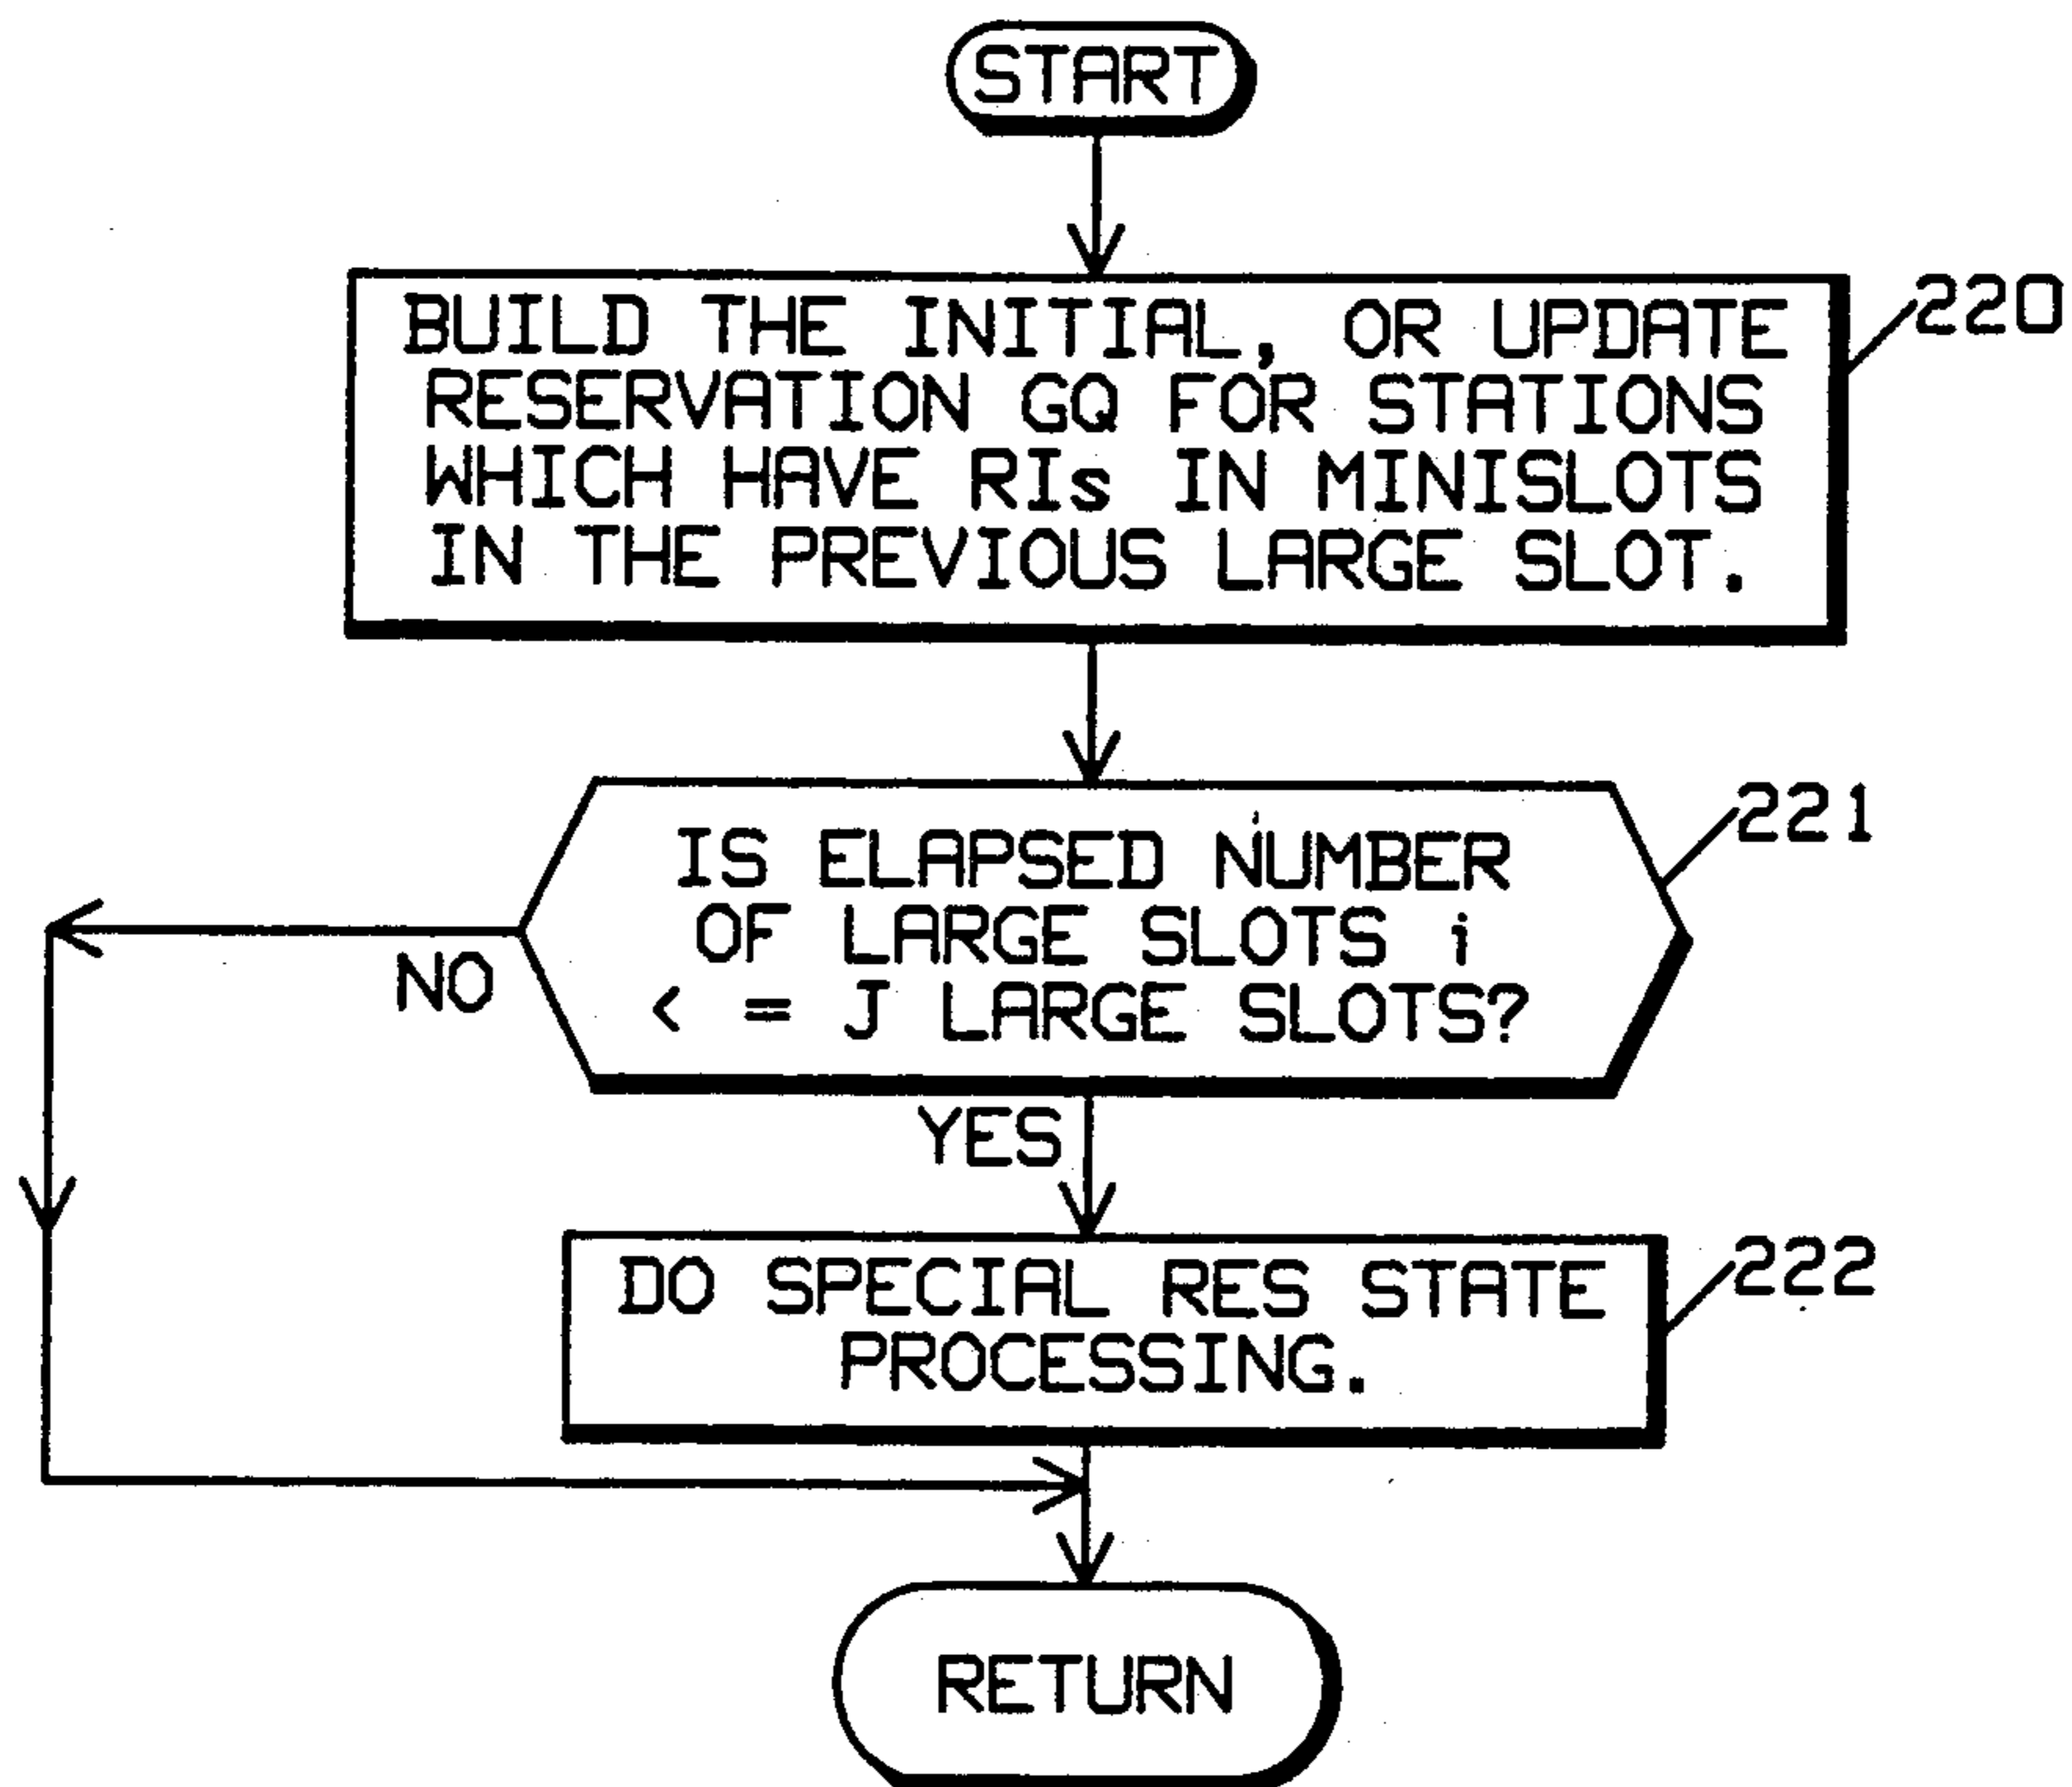 START
BUILD THE INITIAL, OR UPDATE
RESERVATION GQ FOR STATIONS
WHICH HAVE RIs IN MINISLOTS
IN THE PREVIOUS LARGE SLOT.
220
IS ELAPSED NUMBER
OF LARGE SLOTS i
< = J LARGE SLOTS?
221
NO
YES
DO SPECIAL RES STATE
PROCESSING.
222
RETURN